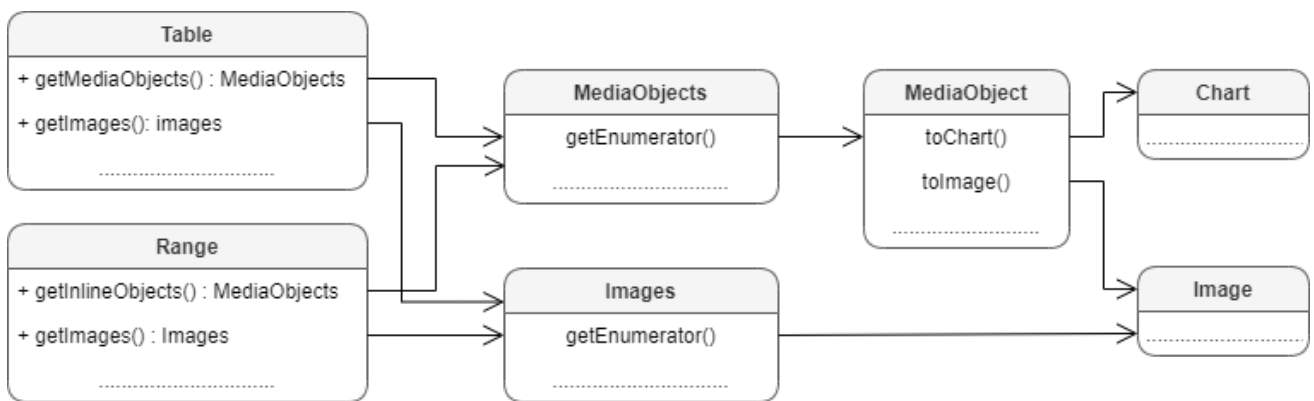 Table
+ getMediaObjects() : MediaObjects
+ getImages(): images
Range
+ getInlineObjects() : MediaObjects
+ getImages() : Images
MediaObjects
getEnumerator()
Images
getEnumerator()
MediaObject
toChart()
toImage()
Chart
Image